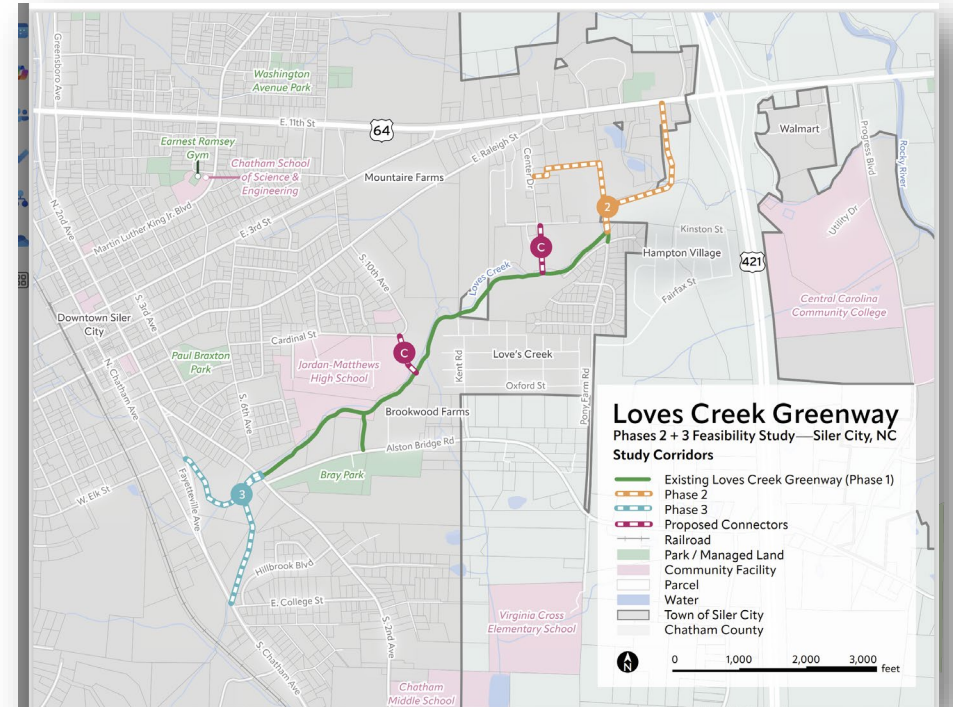 Greensboro Ave
Washington
Avenue Park
E. 11th St
64
Walmart
Progress Blvd
Rocky River
Earnest Ramsey
Gym
Chatham School
of Science &
Engineering
E. Raleigh St
Center Dr
Mountaire Farms
N. 2nd Ave
Martin Luther King Jr. Blvd
E. 3rd St
2
Utility Dr
Kinston St
C
Hampton Village
421
S. 10th Ave
Loves Creek
Fairfax St
Central Carolina
Community College
S. 3rd Ave
Downtown Siler
City
Cardinal St
C
Paul Braxton
Park
Jordan-Matthews
High School
Kent Rd
Love's Creek
Oxford St
Pony Farm Rd
N. Chatham Ave
S. 6th Ave
Brookwood Farms
Alston Bridge Rd
Bray Park
W. Elk St
Fayetteville Ave
3
Hillbrook Blvd
E. College St
S. 2nd Ave
S. Chatham Ave
Virginia Cross
Elementary School
Chatham
Middle School
Loves Creek Greenway
Phases 2 + 3 Feasibility Study—Siler City, NC
Study Corridors
Existing Loves Creek Greenway (Phase 1)
Phase 2
Phase 3
Proposed Connectors
Railroad
Park / Managed Land
Community Facility
Parcel
Water
Town of Siler City
Chatham County
N
0 1,000 2,000 3,000
feet